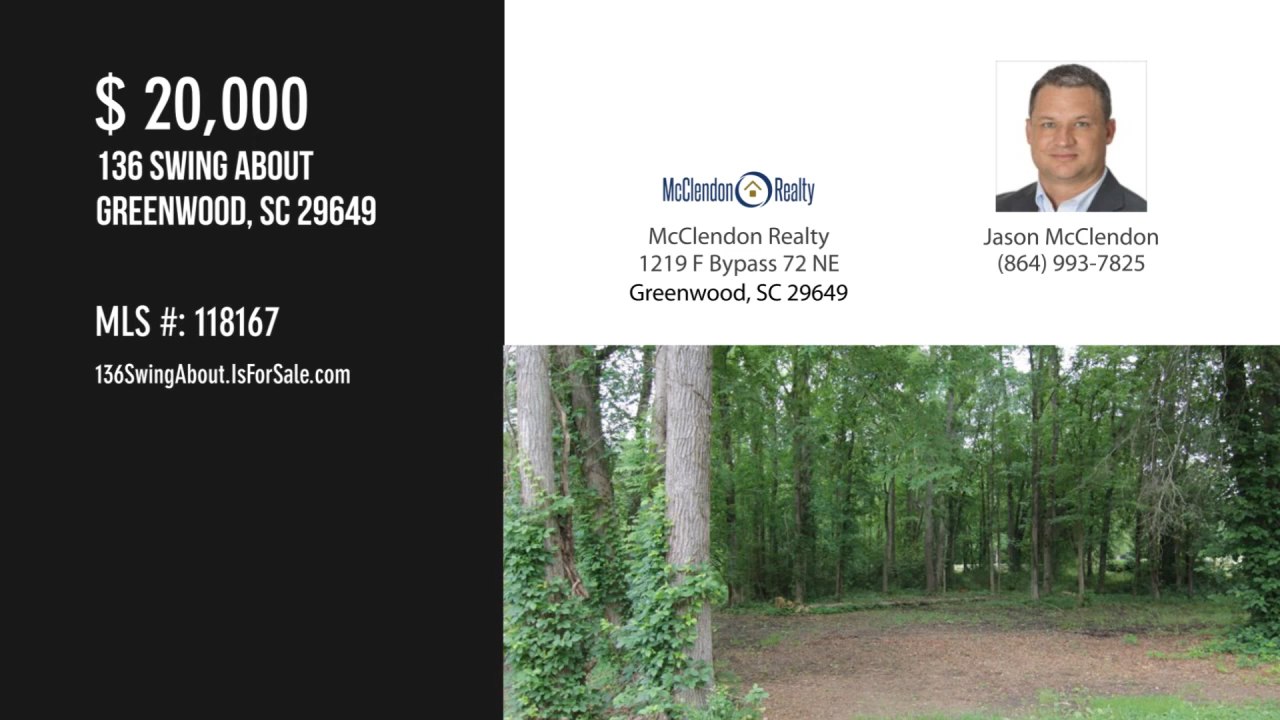 $ 20,000
136 SWING ABOUT
GREENWOOD, SC 29649
MLS #: 118167
136SwingAbout.IsForSale.com
McClendon Realty
McClendon Realty
1219 F Bypass 72 NE
Greenwood, SC 29649
Jason McClendon
(864) 993-7825